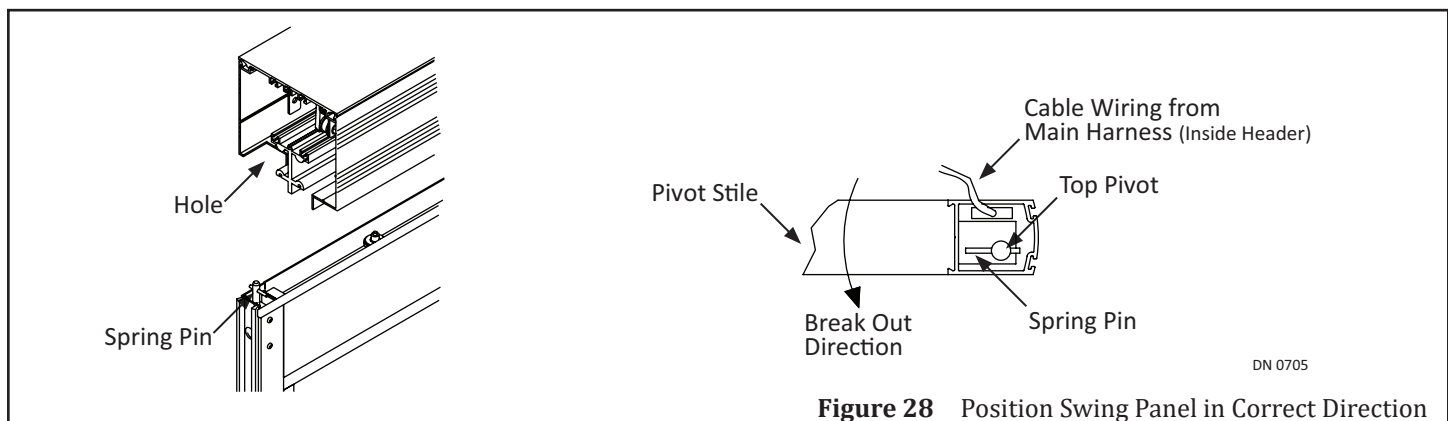 Hole
Spring Pin
Cable Wiring from
Main Harness (Inside Header)
Pivot Stile
Top Pivot
Break Out
Direction
Spring Pin
DN 0705
Figure 28 Position Swing Panel in Correct Direction